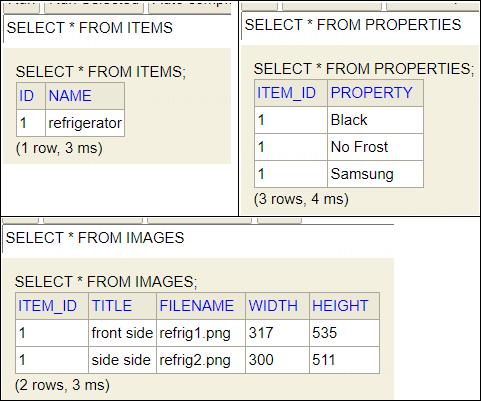 SELECT * FROM ITEMS
SELECT * FROM ITEMS;
ID NAME
1 refrigerator
(1 row, 3 ms)
SELECT * FROM PROPERTIES
SELECT * FROM PROPERTIES;
ITEM_ID PROPERTY
1 Black
1 No Frost
1 Samsung
(3 rows, 4 ms)
SELECT * FROM IMAGES
SELECT * FROM IMAGES;
ITEM_ID TITLE FILENAME WIDTH HEIGHT
1 front side refrig1.png 317 535
1 side side refrig2.png 300 511
(2 rows, 3 ms)